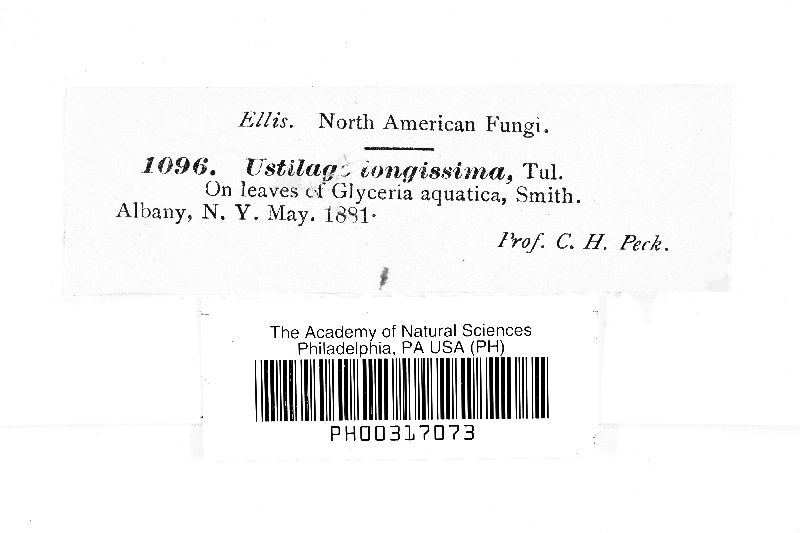 Ellis. North American Fungi.
1096. Ustilago longissima, Tul.
On leaves of Glyceria aquatica, Smith.
Albany, N. Y. May. 1881.
Prof. C. H. Peck.
The Academy of Natural Sciences
Philadelphia, PA USA (PH)
PH00317073